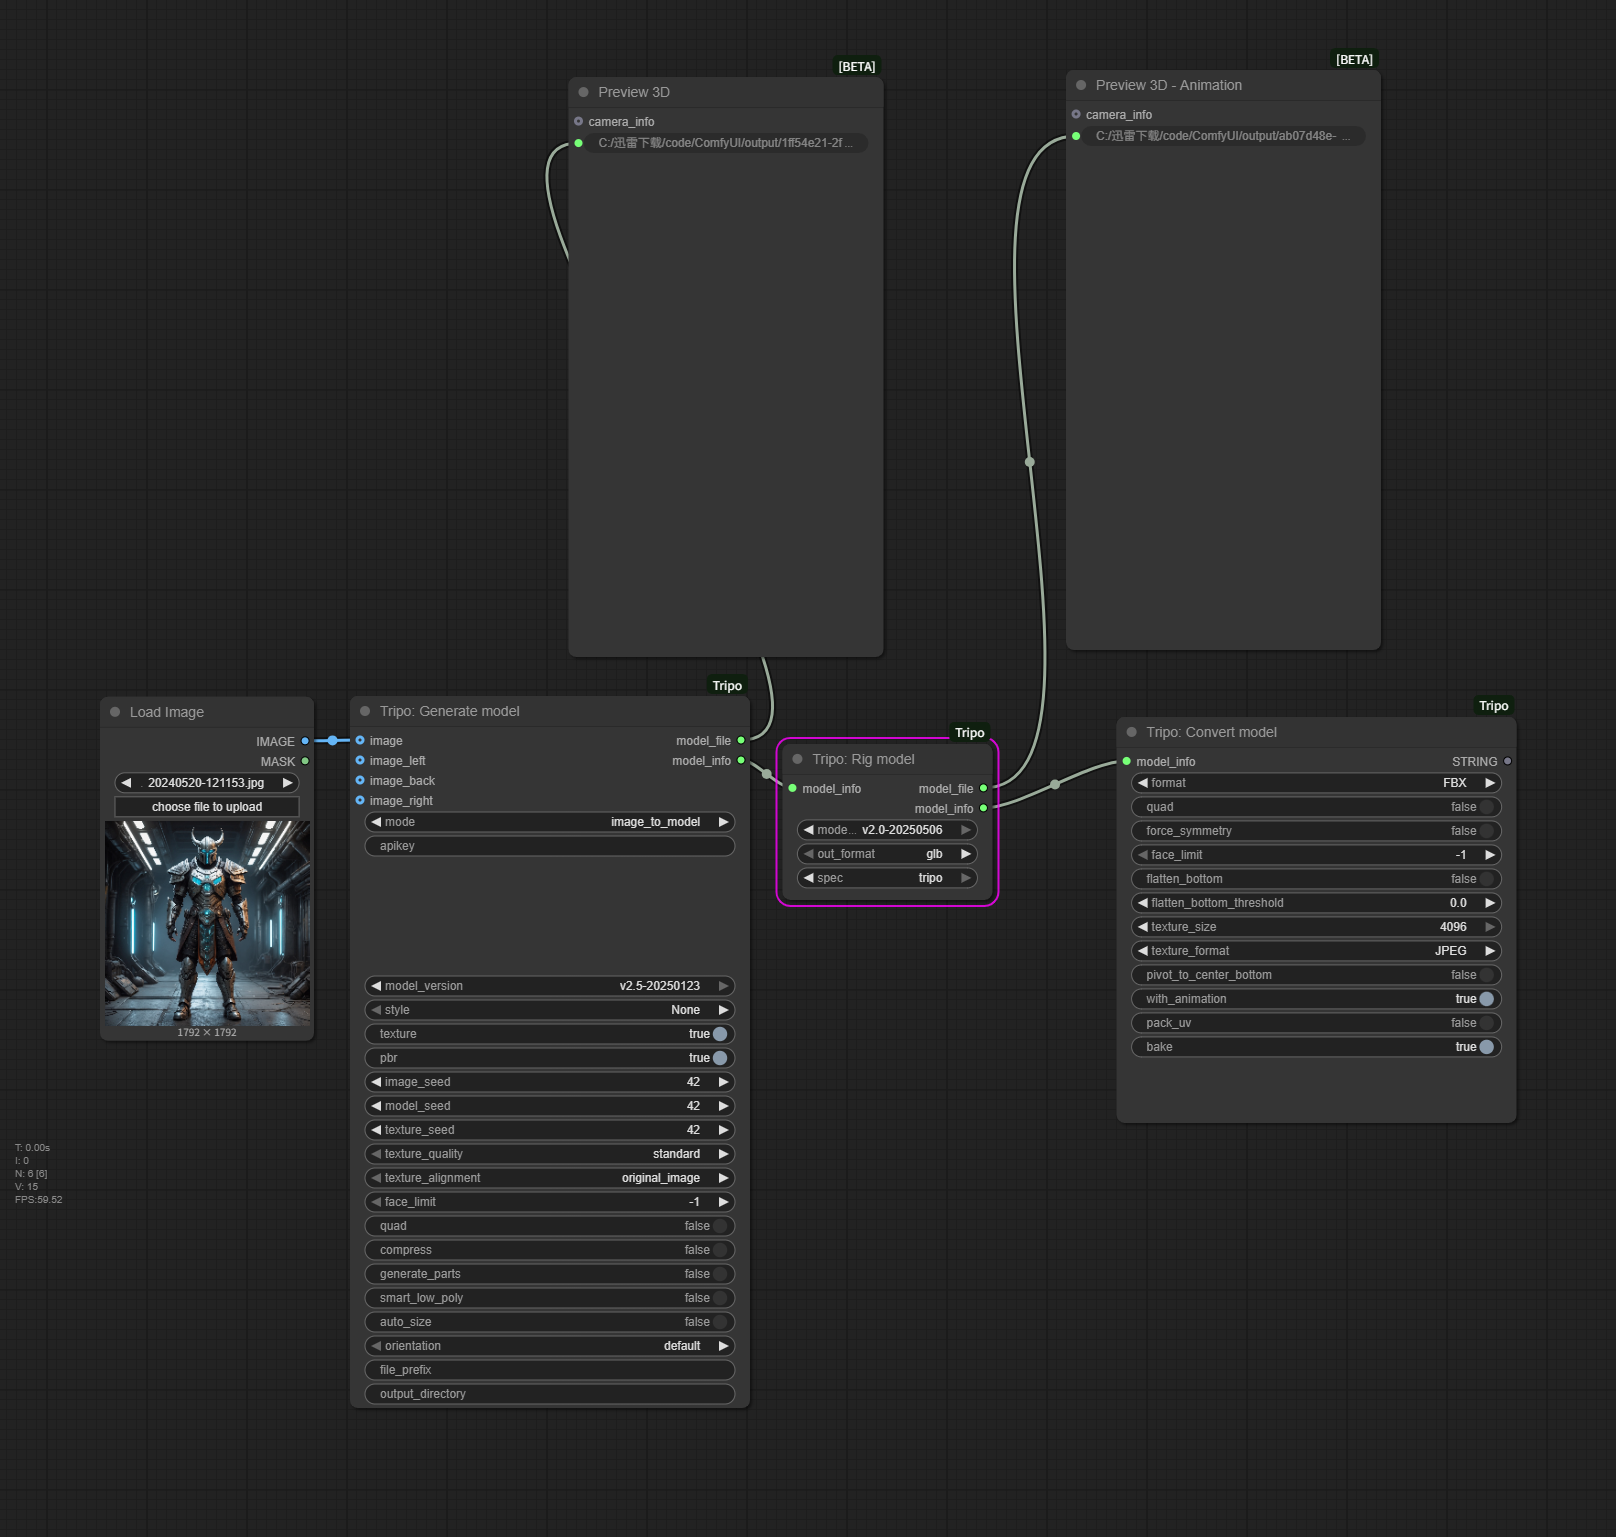 [BETA]
Preview 3D
camera_info
C:/迅雷下载/code/ComfyUI/output/1ff54e21-2f ...
[BETA]
Preview 3D - Animation
camera_info
C:/迅雷下载/code/ComfyUI/output/ab07d48e- ...
Load Image
IMAGE
MASK
20240520-121153.jpg
choose file to upload
1792 × 1792
Tripo
Tripo: Generate model
image
model_file
image_left
model_info
image_back
image_right
mode image_to_model
apikey
model_version v2.5-20250123
style None
texture true
pbr true
image_seed 42
model_seed 42
texture_seed 42
texture_quality standard
texture_alignment original_image
face_limit -1
quad false
compress false
generate_parts false
smart_low_poly false
auto_size false
orientation default
file_prefix
output_directory
Tripo
Tripo: Rig model
model_info
model_file
model_info
mode... v2.0-20250506
out_format glb
spec tripo
Tripo
Tripo: Convert model
model_info
STRING
format FBX
quad false
force_symmetry false
face_limit -1
flatten_bottom false
flatten_bottom_threshold 0.0
texture_size 4096
texture_format JPEG
pivot_to_center_bottom false
with_animation true
pack_uv false
bake true
T: 0.00s
I: 0
N: 6 [6]
V: 15
FPS:59.52